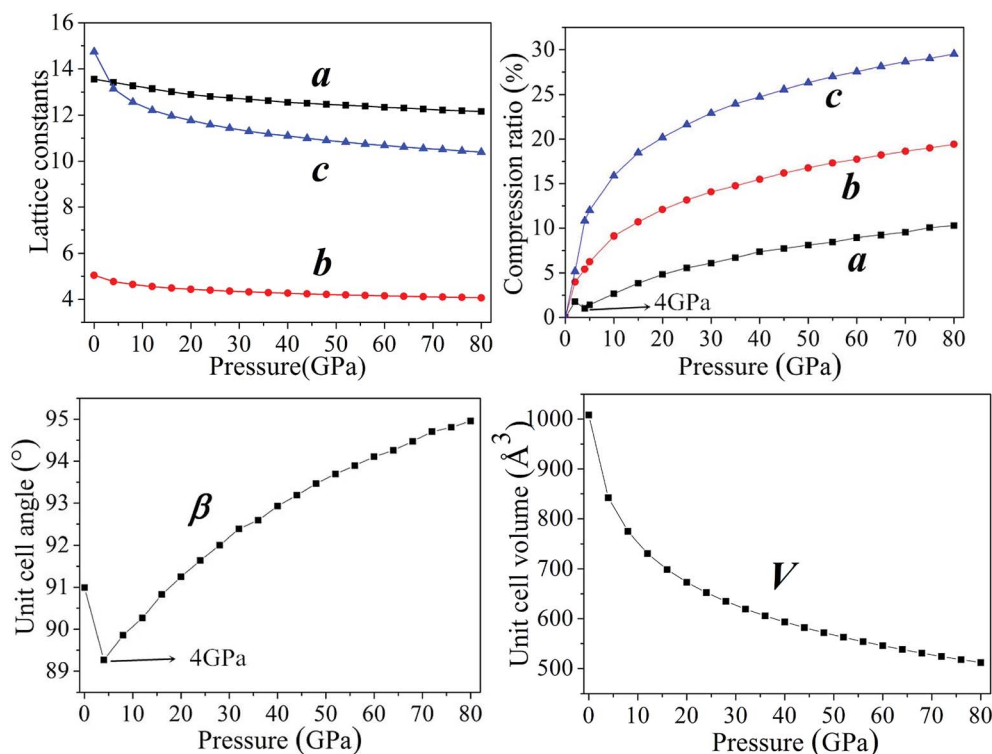 16
14
12
10
8
6
4
0 10 20 30 40 50 60 70 80
Lattice constants
Pressure(GPa)
a
c
b
30
25
20
15
10
5
0
0 10 20 30 40 50 60 70 80
Compression ratio (%)
Pressure (GPa)
c
b
a
4GPa
95
94
93
92
91
90
89
0 10 20 30 40 50 60 70 80
Unit cell angle (°)
Pressure (GPa)
β
4GPa
1000
900
800
700
600
500
0 10 20 30 40 50 60 70 80
Unit cell volume (Å³)
Pressure (GPa)
V